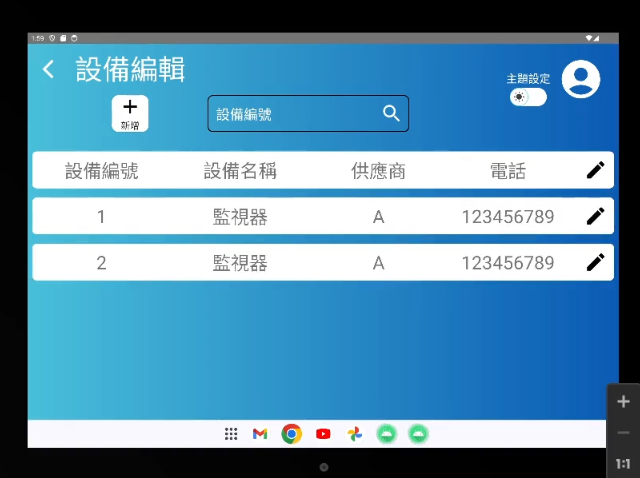 1:59
設備編輯
主題設定
新增
設備編號
設備編號 設備名稱 供應商 電話
1 監視器 A 123456789
2 監視器 A 123456789
1:1